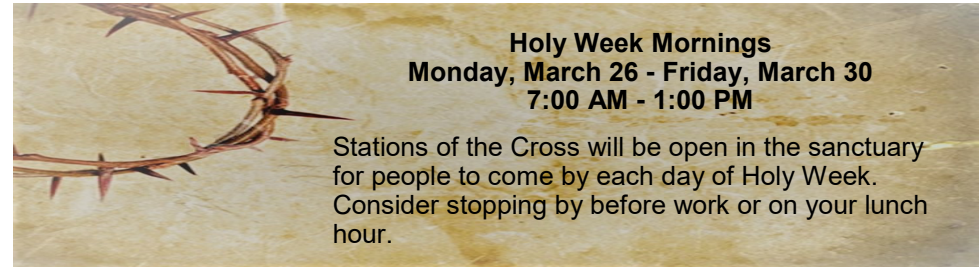 Holy Week Mornings
Monday, March 26 - Friday, March 30
7:00 AM - 1:00 PM
Stations of the Cross will be open in the sanctuary
for people to come by each day of Holy Week.
Consider stopping by before work or on your lunch
hour.